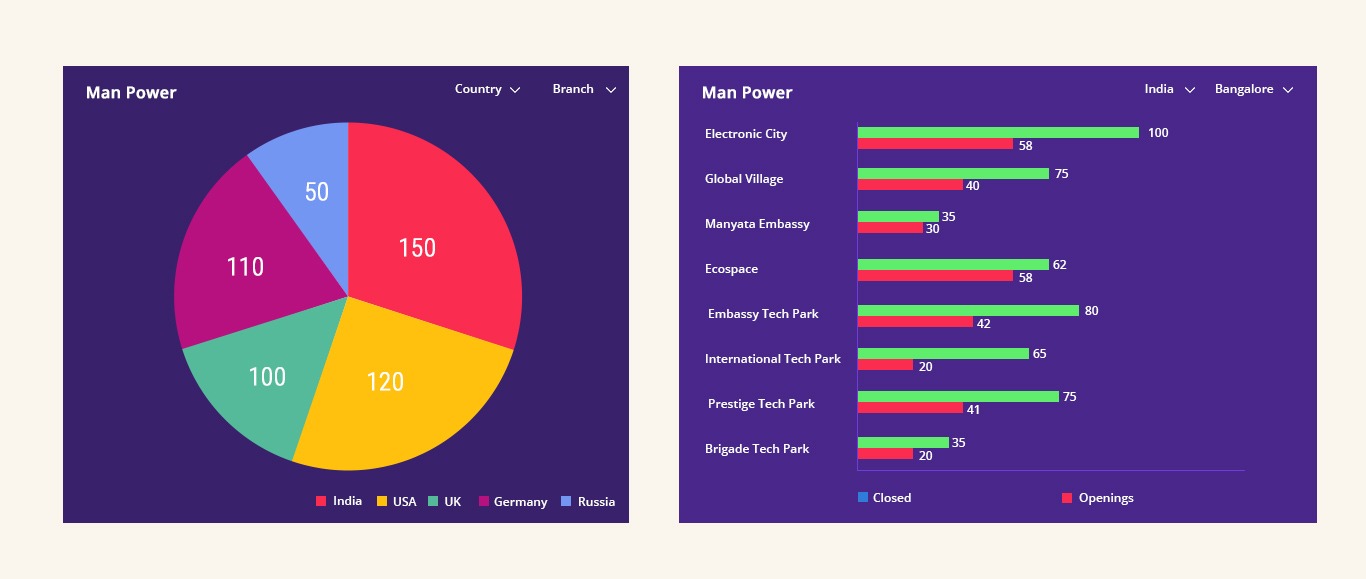 Man Power
Country
Branch
50
150
110
100
120
India
USA
UK
Germany
Russia
Man Power
India
Bangalore
Electronic City
100
58
Global Village
75
40
Manyata Embassy
35
30
Ecospace
62
58
Embassy Tech Park
80
42
International Tech Park
65
20
Prestige Tech Park
75
41
Brigade Tech Park
35
20
Closed
Openings